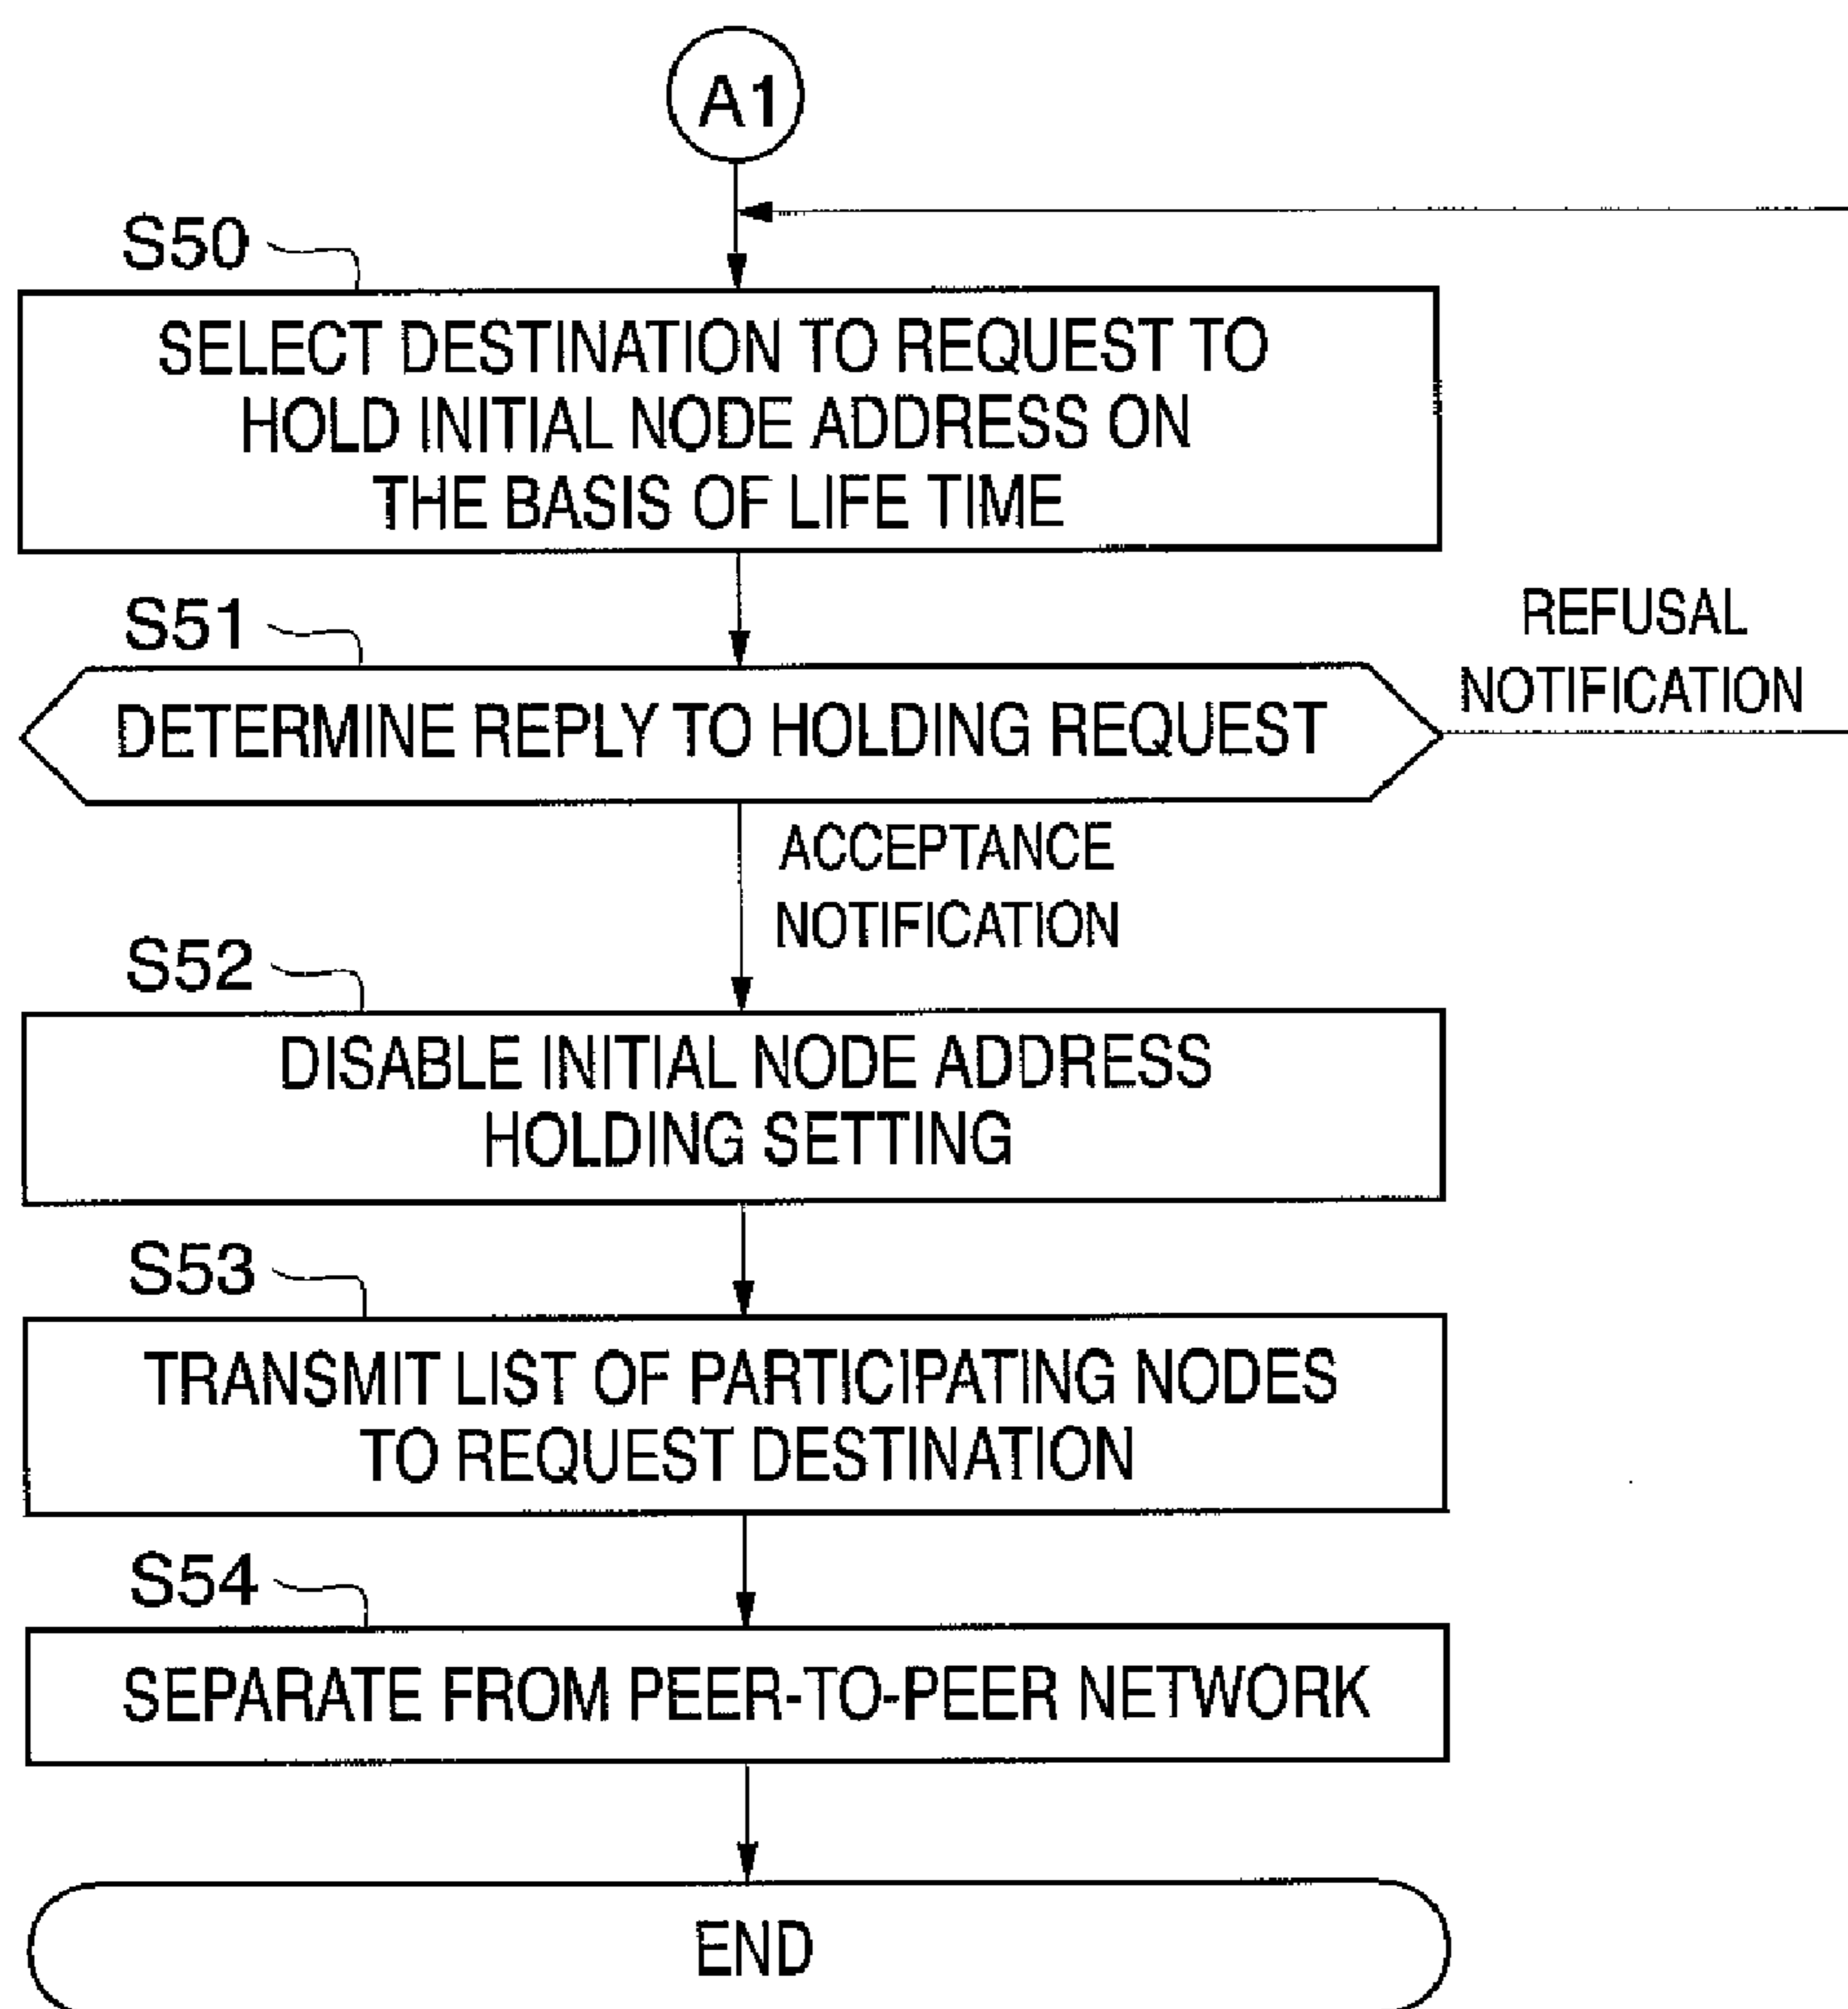 A1
S50
SELECT DESTINATION TO REQUEST TO
HOLD INITIAL NODE ADDRESS ON
THE BASIS OF LIFE TIME
S51
DETERMINE REPLY TO HOLDING REQUEST
REFUSAL
NOTIFICATION
ACCEPTANCE
NOTIFICATION
S52
DISABLE INITIAL NODE ADDRESS
HOLDING SETTING
S53
TRANSMIT LIST OF PARTICIPATING NODES
TO REQUEST DESTINATION
S54
SEPARATE FROM PEER-TO-PEER NETWORK
END